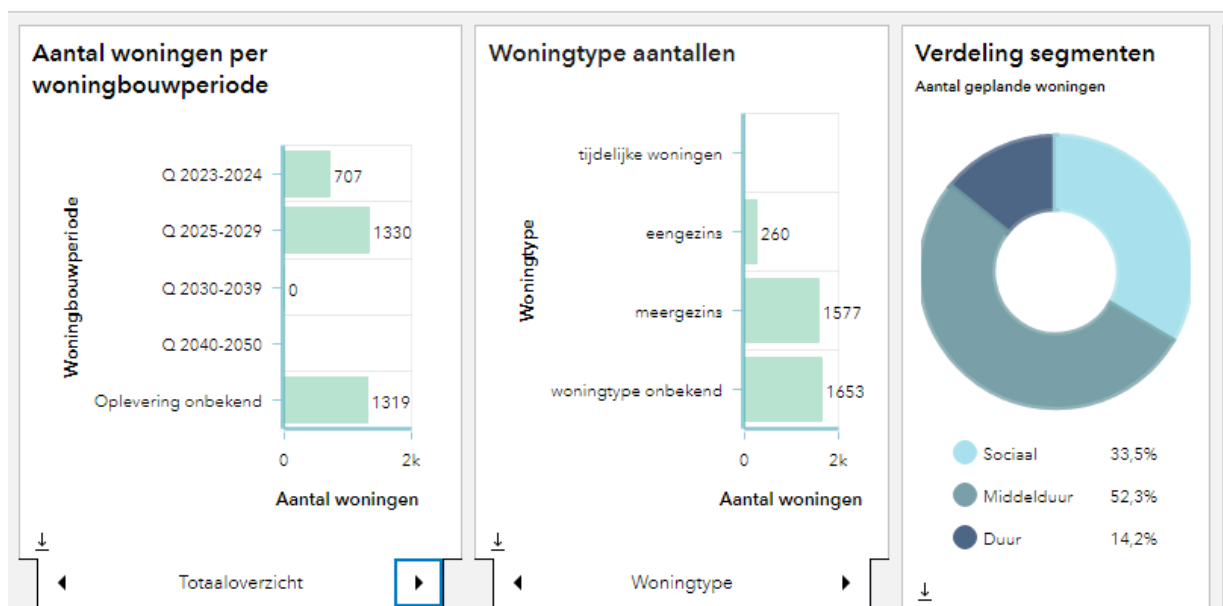 Aantal woningen per
woningbouwperiode
Woningbouwperiode
Q 2023-2024
707
Q 2025-2029
1330
Q 2030-2039
0
Q 2040-2050
Oplevering onbekend
1319
0
2k
Aantal woningen
Totaaloverzicht
Woningtype aantallen
Woningtype
tijdelijke woningen
eengezins
260
meergezins
1577
woningtype onbekend
1653
0
2k
Aantal woningen
Woningtype
Verdeling segmenten
Aantal geplande woningen
Sociaal 33,5%
Middelduur 52,3%
Duur 14,2%